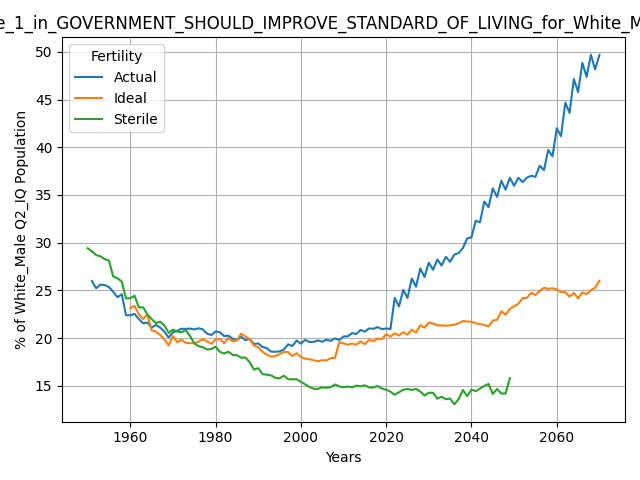 e_1_in_GOVERNMENT_SHOULD_IMPROVE_STANDARD_OF_LIVING_for_White_M
Fertility
Actual
Ideal
Sterile
% of White_Male Q2_IQ Population
50
45
40
35
30
25
20
15
1960
1980
2000
2020
2040
2060
Years